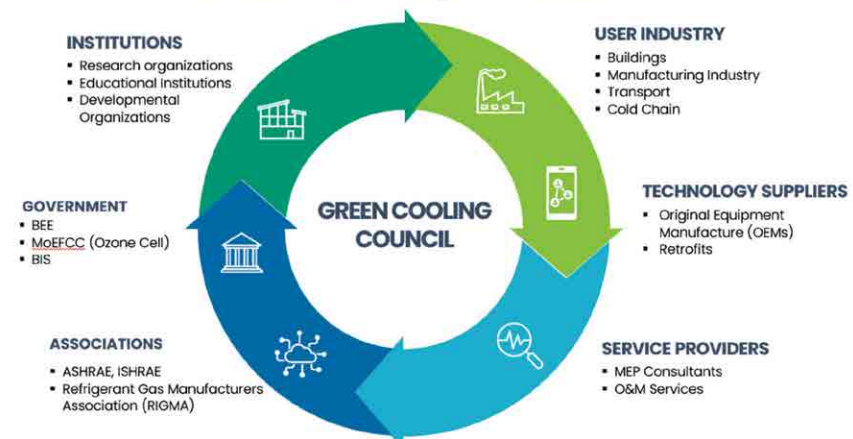 INSTITUTIONS
▪ Research organizations
▪ Educational Institutions
▪ Developmental
Organizations
USER INDUSTRY
▪ Buildings
▪ Manufacturing Industry
▪ Transport
▪ Cold Chain
GOVERNMENT
▪ BEE
▪ MoEFCC (Ozone Cell)
▪ BIS
GREEN COOLING
COUNCIL
TECHNOLOGY SUPPLIERS
▪ Original Equipment
Manufacture (OEMs)
▪ Retrofits
ASSOCIATIONS
▪ ASHRAE, ISHRAE
▪ Refrigerant Gas Manufacturers
Association (RIGMA)
SERVICE PROVIDERS
▪ MEP Consultants
▪ O&M Services